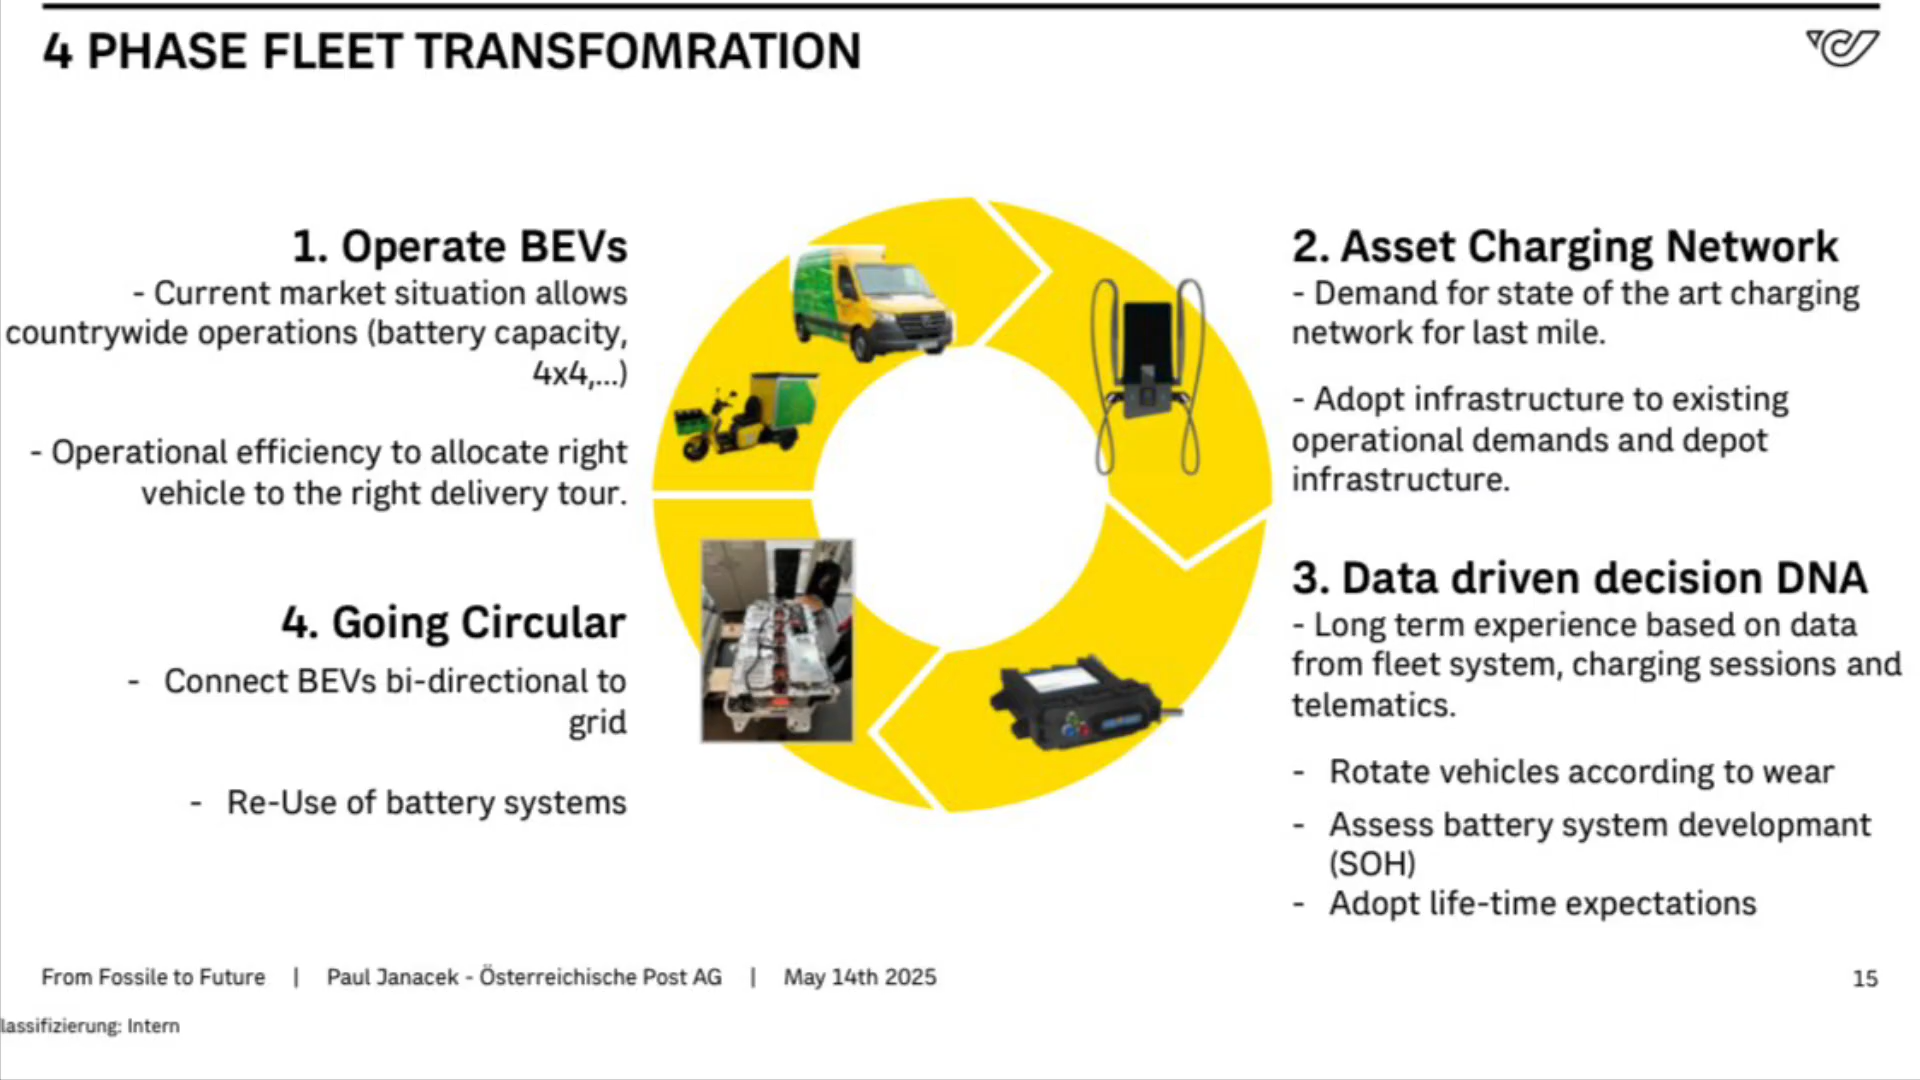 4 PHASE FLEET TRANSFOMRATION
1. Operate BEVs
- Current market situation allows
countrywide operations (battery capacity,
4x4,...)
- Operational efficiency to allocate right
vehicle to the right delivery tour.
2. Asset Charging Network
- Demand for state of the art charging
network for last mile.
- Adopt infrastructure to existing
operational demands and depot
infrastructure.
3. Data driven decision DNA
- Long term experience based on data
from fleet system, charging sessions and
telematics.
- Rotate vehicles according to wear
- Assess battery system developmant
(SOH)
- Adopt life-time expectations
4. Going Circular
- Connect BEVs bi-directional to
grid
- Re-Use of battery systems
From Fossile to Future | Paul Janacek - Österreichische Post AG | May 14th 2025
15
lassifizierung: Intern